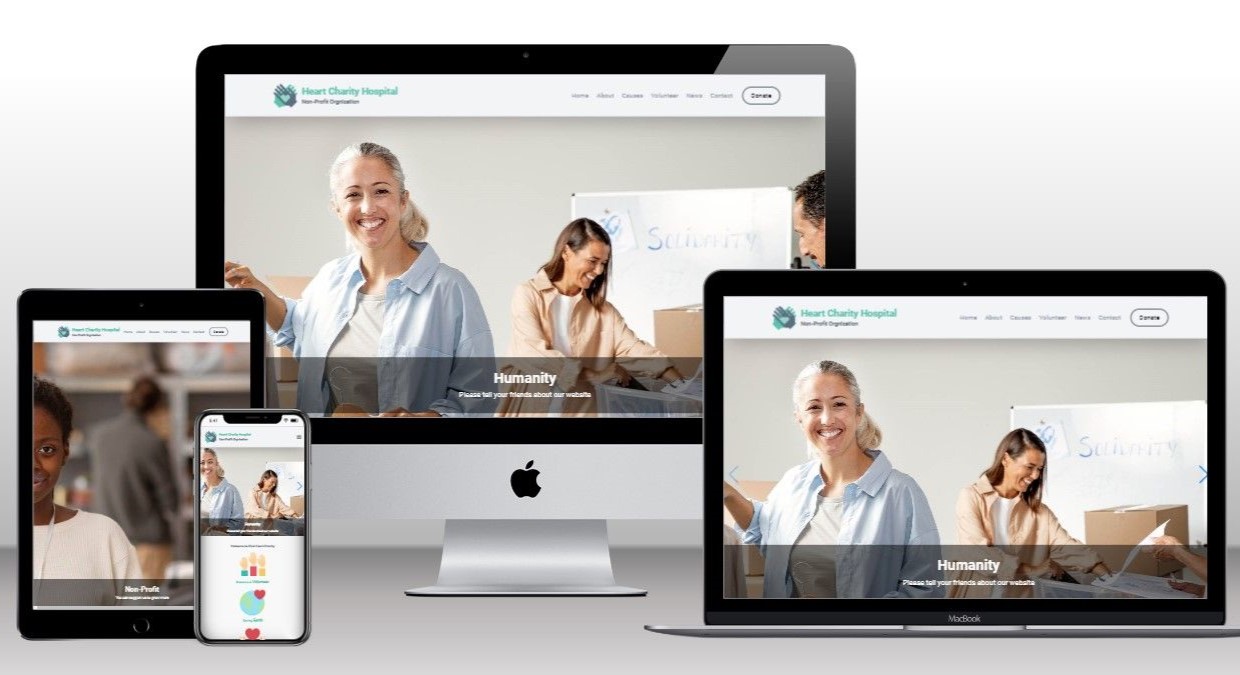 Heart Charity Hospital
Non-Profit Orgnization
Home About Causes Volunteer News Contact Donate
SOLIDARITY
Humanity
Please tell your friends about our website
Heart Charity Hospital
Non-Profit Orgnization
Home About Causes Volunteer News Contact Donate
SOLIDARITY
Humanity
Please tell your friends about our website
MacBook
Heart Charity Hospital
Non-Profit Orgnization
Home About Causes Volunteer News Contact Donate
Non-Profit
Heart Charity Hospital
Non-Profit Orgnization
Humanity